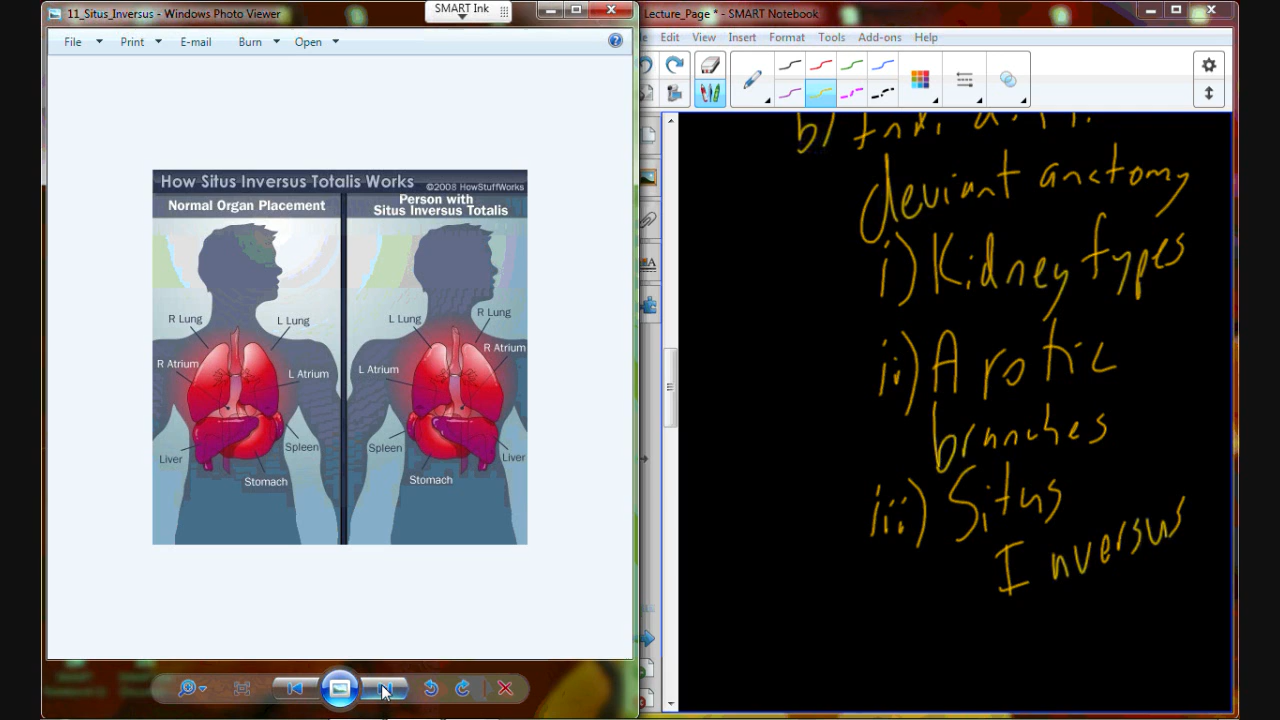 11_Situs_Inversus - Windows Photo Viewer
SMART Ink
File Print E-mail Burn Open
How Situs Inversus Totalis Works
©2008 HowStuffWorks
Normal Organ Placement
R Lung
L Lung
R Atrium
L Atrium
Liver
Spleen
Stomach
Person with
Situs Inversus Totalis
L Lung
R Lung
L Atrium
R Atrium
Spleen
Liver
Stomach
Lecture_Page * - SMART Notebook
Edit View Insert Format Tools Add-ons Help
b)
deviant anatomy
i) Kidney types
ii) Arotic
branches
iii) Situs
Inversus